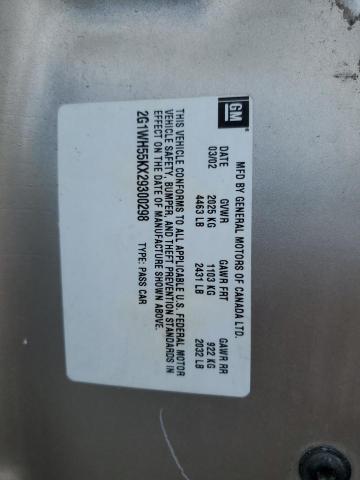 GM
MFD BY GENERAL MOTORS OF CANADA LTD.
DATE GVWR GAWR FRT GAWR RR
03/02 2025 KG 1103 KG 922 KG
4463 LB 2431 LB 2032 LB
THIS VEHICLE CONFORMS TO ALL APPLICABLE U.S. FEDERAL MOTOR
VEHICLE SAFETY, BUMPER, AND THEFT PREVENTION STANDARDS IN
EFFECT ON THE DATE OF MANUFACTURE SHOWN ABOVE.
2G1WH55KX29300298 TYPE: PASS CAR